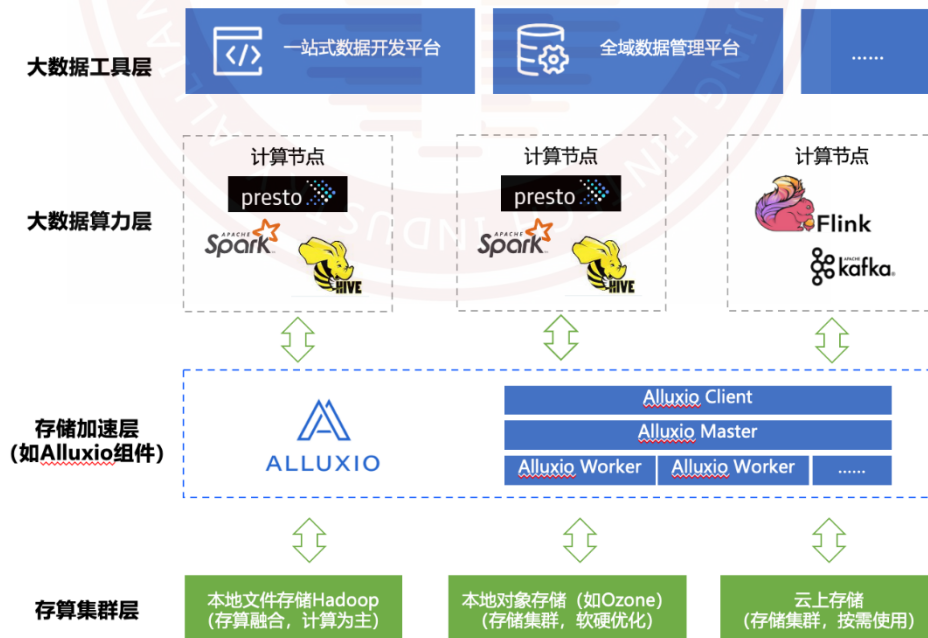 大数据工具层
一站式数据开发平台
全域数据管理平台
......
大数据算力层
计算节点
presto
APACHE
Spark
HIVE
计算节点
presto
APACHE
Spark
HIVE
计算节点
Flink
APACHE
kafka
存储加速层
(如Alluxio组件)
ALLUXIO
Alluxio Client
Alluxio Master
Alluxio Worker
Alluxio Worker
......
存算集群层
本地文件存储Hadoop
(存算融合，计算为主)
本地对象存储（如Ozone）
(存储集群，软硬优化)
云上存储
(存储集群，按需使用)